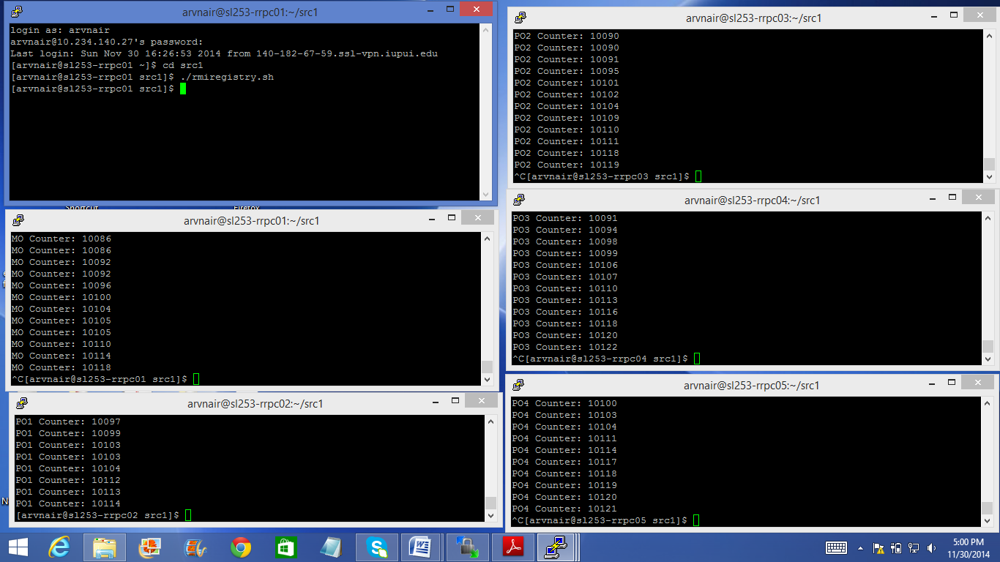 arvnair@sl253-rrpc01:~/src1
login as: arvnair
arvnair@10.234.140.27's password:
Last login: Sun Nov 30 16:26:53 2014 from 140-182-67-59.ssl-vpn.iupui.edu
[arvnair@sl253-rrpc01 ~]$ cd src1
[arvnair@sl253-rrpc01 src1]$ ./rmiregistry.sh
[arvnair@sl253-rrpc01 src1]$
Shortcut
Firefox
arvnair@sl253-rrpc01:~/src1
MO Counter: 10086
MO Counter: 10086
MO Counter: 10092
MO Counter: 10092
MO Counter: 10096
MO Counter: 10100
MO Counter: 10104
MO Counter: 10105
MO Counter: 10105
MO Counter: 10110
MO Counter: 10114
MO Counter: 10118
^C[arvnair@sl253-rrpc01 src1]$
arvnair@sl253-rrpc02:~/src1
PO1 Counter: 10097
PO1 Counter: 10099
PO1 Counter: 10103
PO1 Counter: 10103
PO1 Counter: 10104
PO1 Counter: 10112
PO1 Counter: 10113
PO1 Counter: 10114
[arvnair@sl253-rrpc02 src1]$
arvnair@sl253-rrpc03:~/src1
PO2 Counter: 10090
PO2 Counter: 10090
PO2 Counter: 10091
PO2 Counter: 10095
PO2 Counter: 10101
PO2 Counter: 10102
PO2 Counter: 10104
PO2 Counter: 10109
PO2 Counter: 10110
PO2 Counter: 10111
PO2 Counter: 10118
PO2 Counter: 10119
^C[arvnair@sl253-rrpc03 src1]$
arvnair@sl253-rrpc04:~/src1
PO3 Counter: 10091
PO3 Counter: 10094
PO3 Counter: 10098
PO3 Counter: 10099
PO3 Counter: 10106
PO3 Counter: 10107
PO3 Counter: 10110
PO3 Counter: 10113
PO3 Counter: 10116
PO3 Counter: 10118
PO3 Counter: 10120
PO3 Counter: 10122
^C[arvnair@sl253-rrpc04 src1]$
arvnair@sl253-rrpc05:~/src1
PO4 Counter: 10100
PO4 Counter: 10103
PO4 Counter: 10104
PO4 Counter: 10111
PO4 Counter: 10114
PO4 Counter: 10117
PO4 Counter: 10118
PO4 Counter: 10119
PO4 Counter: 10120
PO4 Counter: 10121
^C[arvnair@sl253-rrpc05 src1]$
5:00 PM
11/30/2014